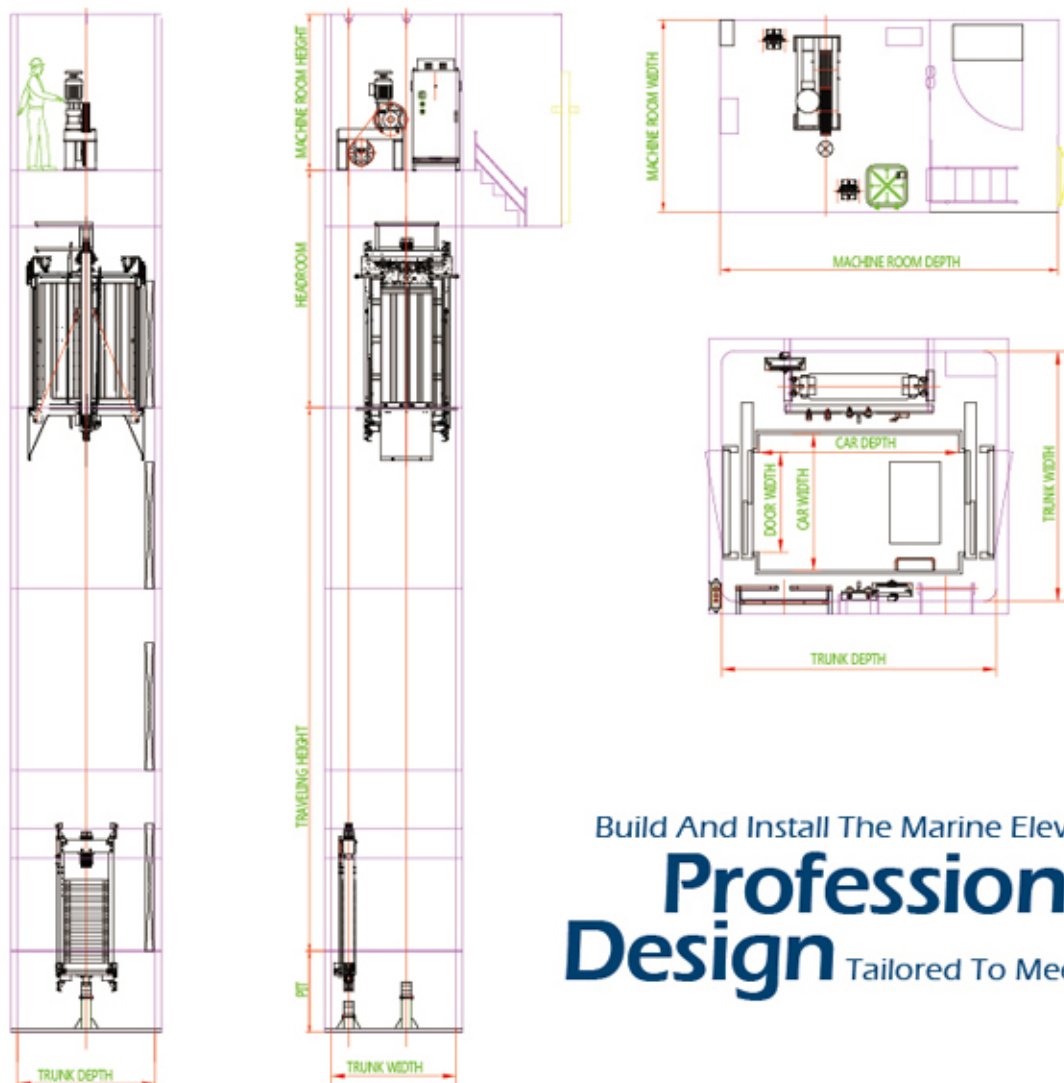 MACHINE ROOM HEIGHT
HEADROOM
TRAVELING HEIGHT
PIT
TRUNK DEPTH
TRUNK WIDTH
MACHINE ROOM WIDTH
MACHINE ROOM DEPTH
CAR DEPTH
DOOR WIDTH
CAR WIDTH
TRUNK WIDTH
TRUNK DEPTH
Build And Install The Marine Elev
Profession
Design Tailored To Mee